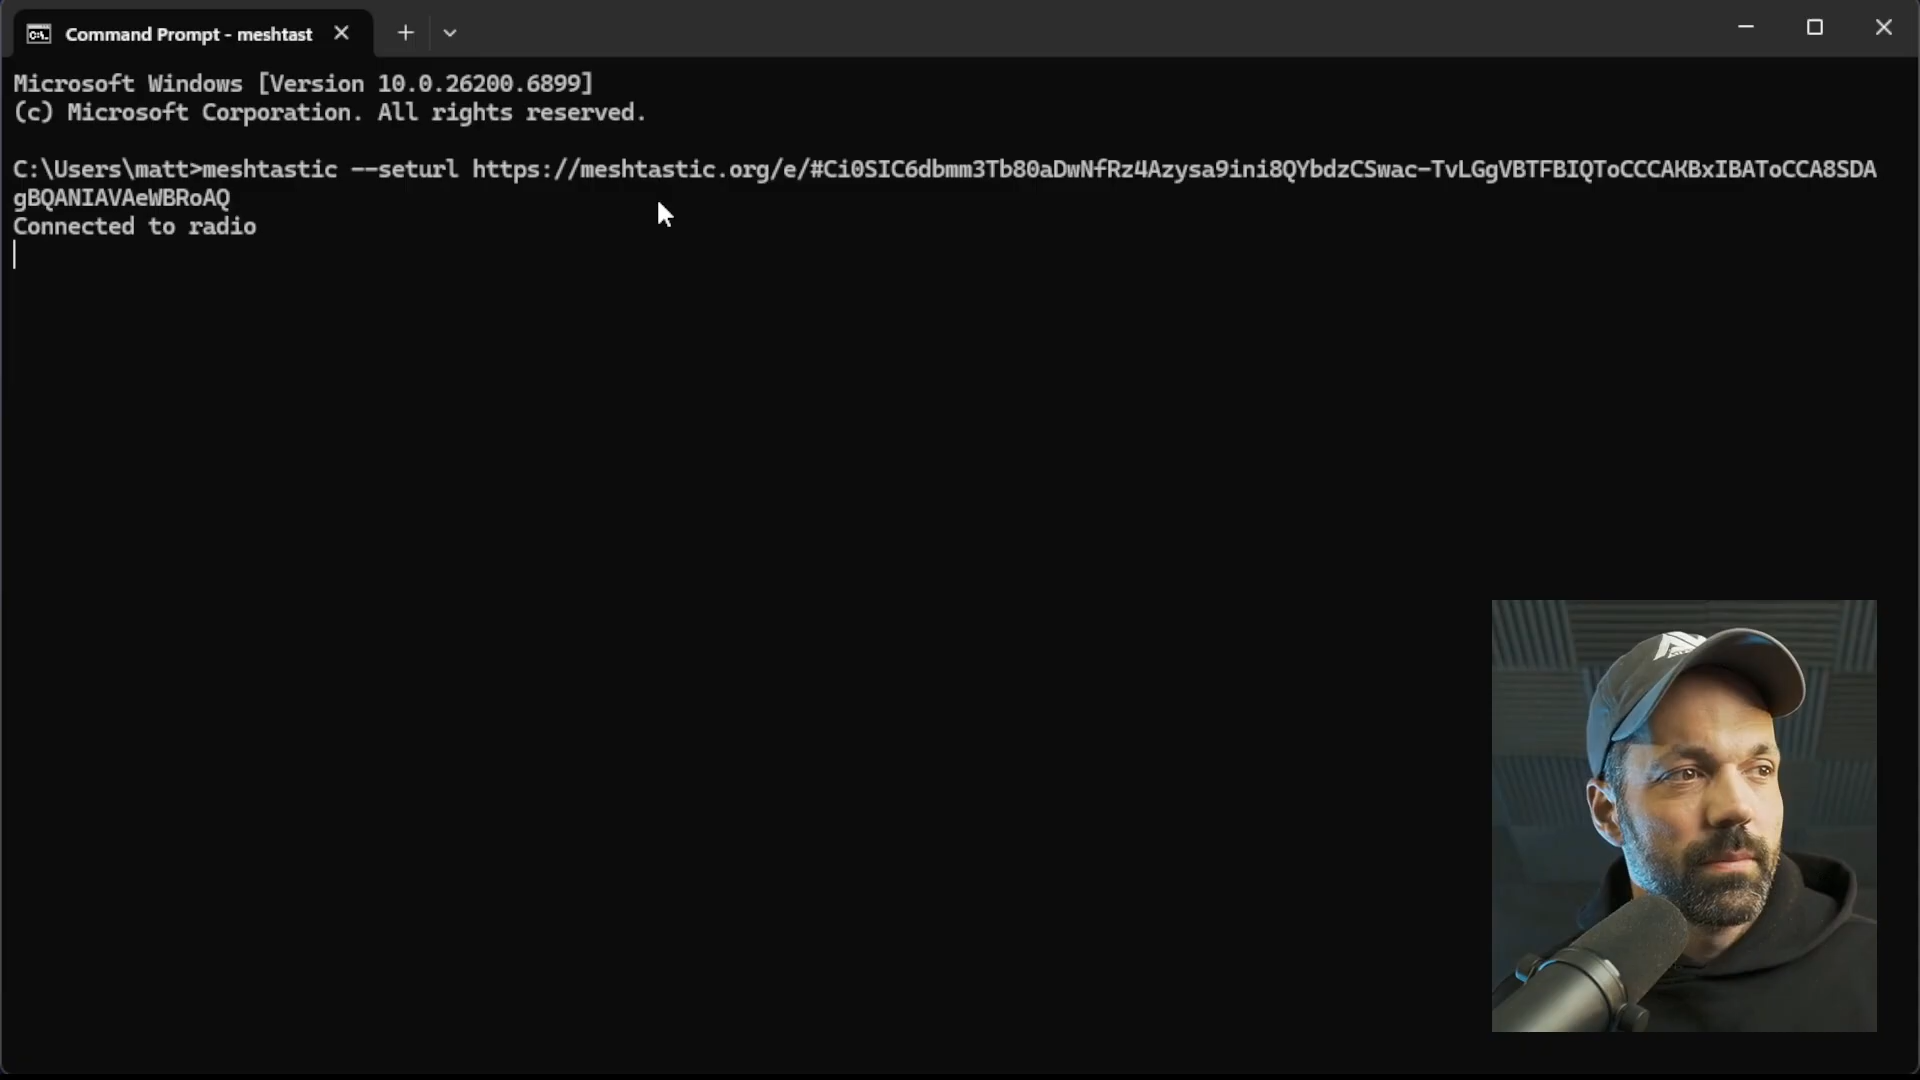 Command Prompt - meshtast
Microsoft Windows [Version 10.0.26200.6899]
(c) Microsoft Corporation. All rights reserved.
C:\Users\matt>meshtastic --seturl https://meshtastic.org/e/#Ci0SIC6dbmm3Tb80aDwNfRz4Azysa9ini8QYbdzCSwac-TvLGgVBTFBIQToCCCAKBxIBAToCCA8SDA
gBQANIAVAeWBRoAQ
Connected to radio